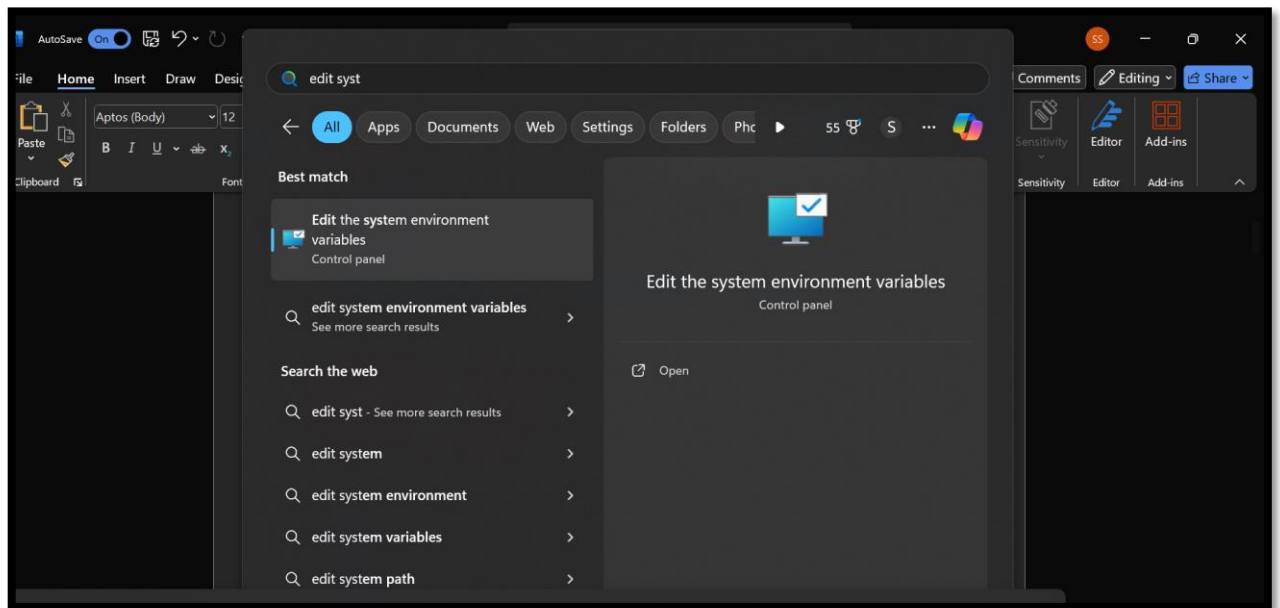 AutoSave On
SS
File Home Insert Draw
Comments Editing Share
Paste
Aptos (Body) 12
B I U ab x2
Sensitivity Editor Add-ins
Clipboard Font
Sensitivity Editor Add-ins
edit syst
All Apps Documents Web Settings Folders 55 S
Best match
Edit the system environment
variables
Control panel
edit system environment variables
See more search results
Search the web
edit syst - See more search results
edit system
edit system environment
edit system variables
edit system path
Edit the system environment variables
Control panel
Open